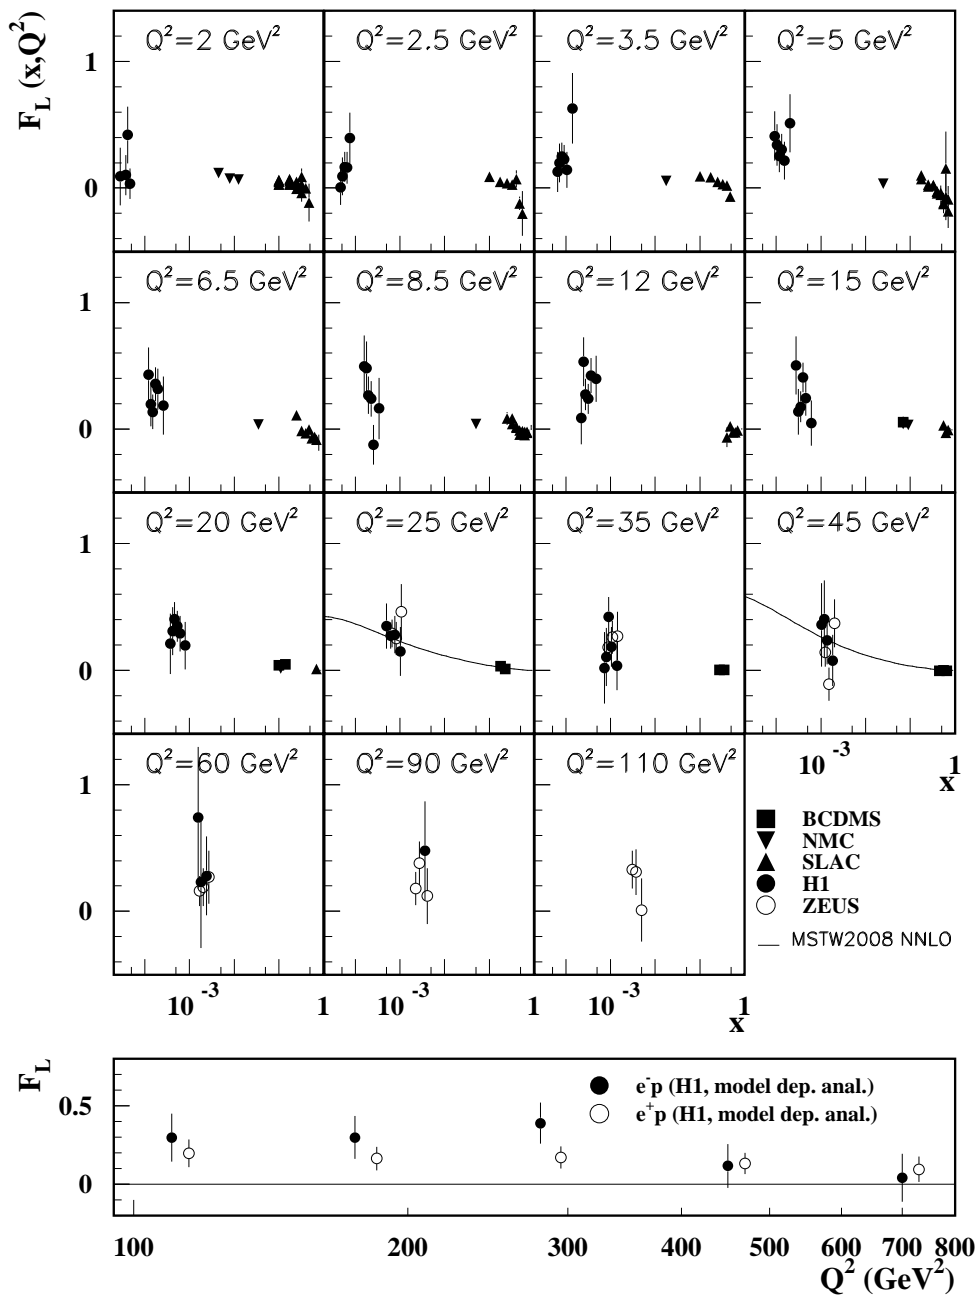 F_L (x,Q²)
Q²=2 GeV² Q²=2.5 GeV² Q²=3.5 GeV² Q²=5 GeV²
1
0
Q²=6.5 GeV² Q²=8.5 GeV² Q²=12 GeV² Q²=15 GeV²
1
0
Q²=20 GeV² Q²=25 GeV² Q²=35 GeV² Q²=45 GeV²
1
0
Q²=60 GeV² Q²=90 GeV² Q²=110 GeV²
10⁻³ 1
x
1
0
BCDMS
NMC
SLAC
H1
ZEUS
MSTW2008 NNLO
10⁻³ 1 10⁻³ 1 10⁻³ 1
x
F_L
e⁻p (H1, model dep. anal.)
e⁺p (H1, model dep. anal.)
0.5
0
100 200 300 400 500 600 700 800
Q² (GeV²)